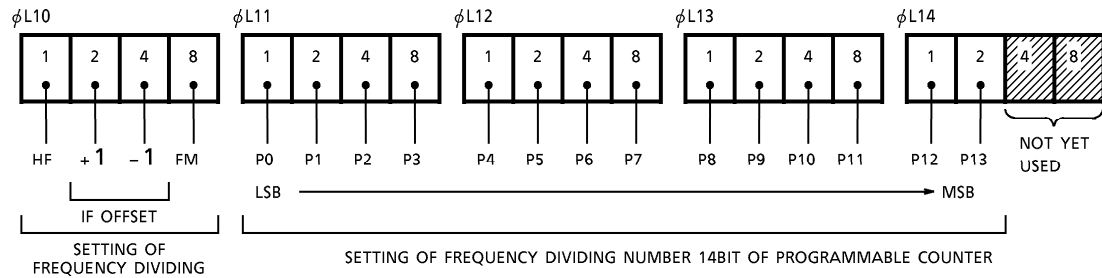 ϕL10 ϕL11 ϕL12 ϕL13 ϕL14
1 2 4 8 1 2 4 8 1 2 4 8 1 2 4 8 1 2 4 8
HF +1 −1 FM P0 P1 P2 P3 P4 P5 P6 P7 P8 P9 P10 P11 P12 P13 NOT YET
USED
LSB MSB
IF OFFSET
SETTING OF
FREQUENCY DIVIDING
SETTING OF FREQUENCY DIVIDING NUMBER 14BIT OF PROGRAMMABLE COUNTER